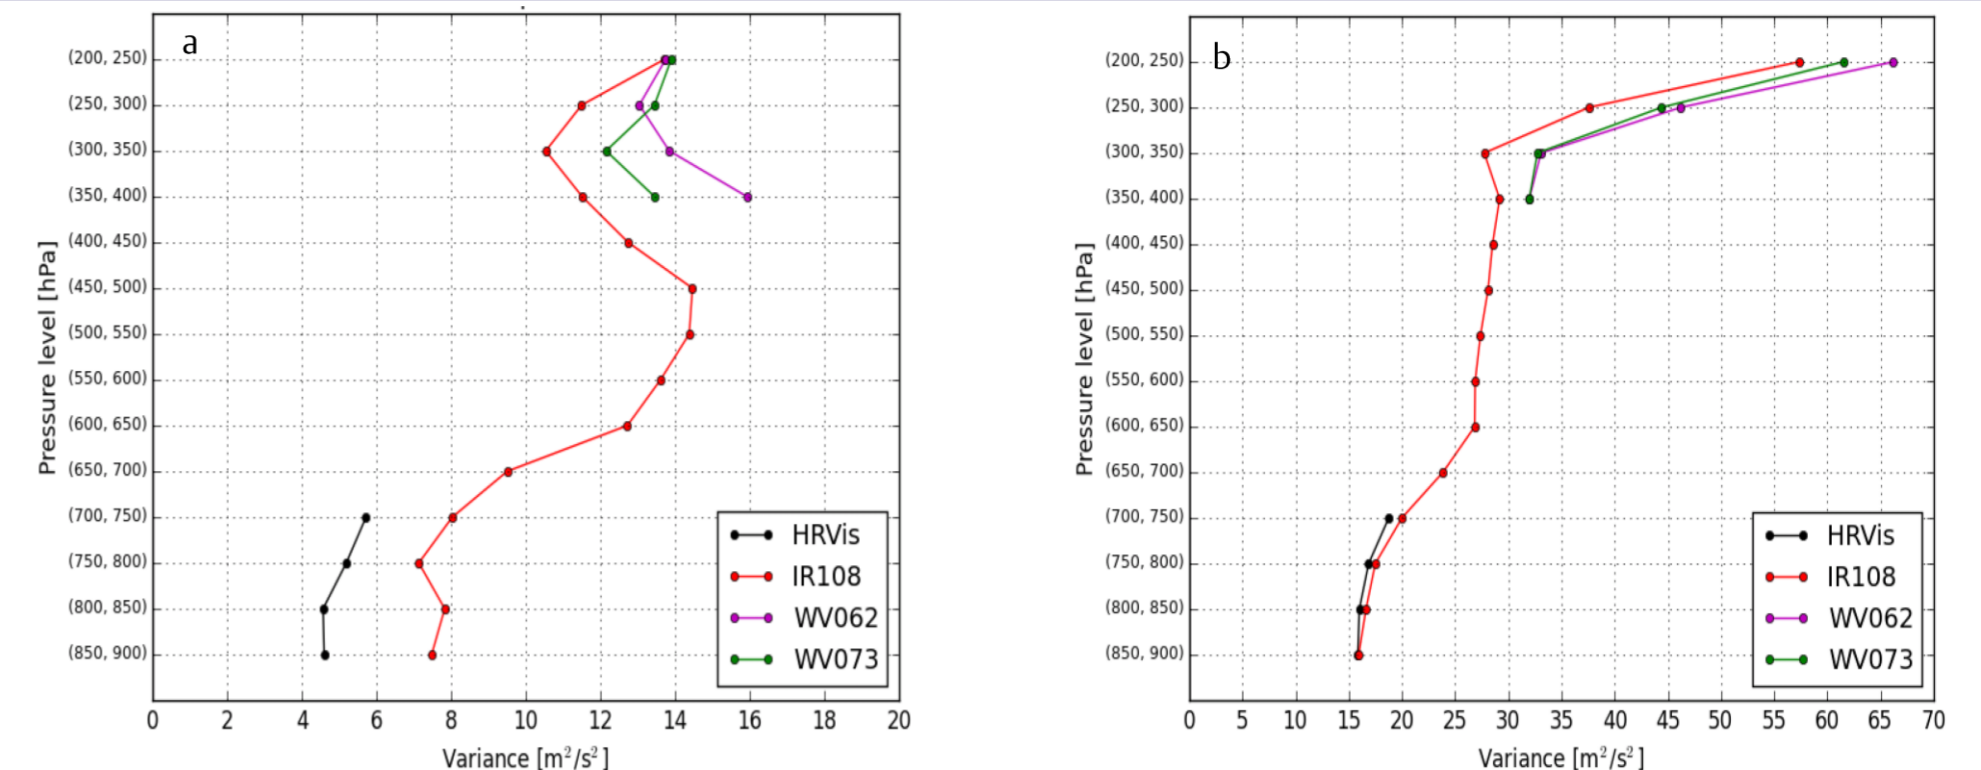 a
(200, 250)
(250, 300)
(300, 350)
(350, 400)
(400, 450)
(450, 500)
(500, 550)
(550, 600)
(600, 650)
(650, 700)
(700, 750)
(750, 800)
(800, 850)
(850, 900)
Pressure level [hPa]
HRVis
IR108
WV062
WV073
0 2 4 6 8 10 12 14 16 18 20
Variance [m²/s²]
b
(200, 250)
(250, 300)
(300, 350)
(350, 400)
(400, 450)
(450, 500)
(500, 550)
(550, 600)
(600, 650)
(650, 700)
(700, 750)
(750, 800)
(800, 850)
(850, 900)
Pressure level [hPa]
HRVis
IR108
WV062
WV073
0 5 10 15 20 25 30 35 40 45 50 55 60 65 70
Variance [m²/s²]